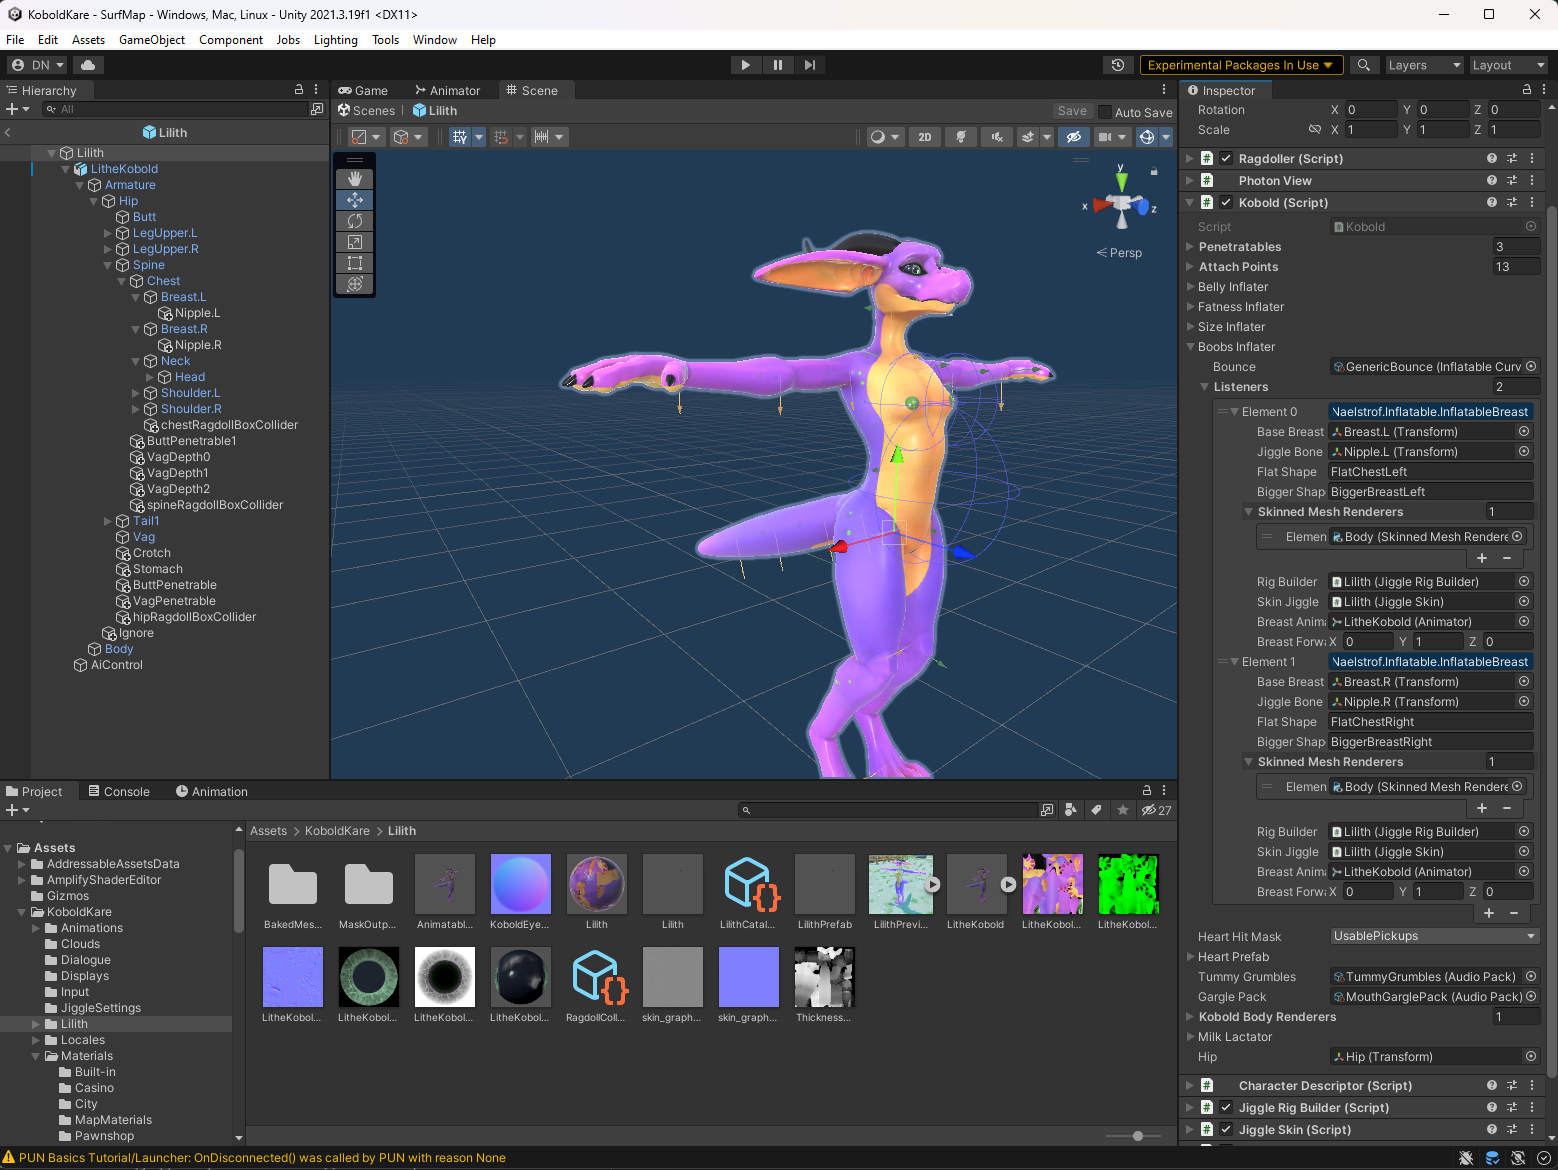 KoboldKare - SurfMap - Windows, Mac, Linux - Unity 2021.3.19f1 <DX11>
File Edit Assets GameObject Component Jobs Lighting Tools Window Help
DN
Experimental Packages In Use
Layers
Layout
Hierarchy
All
Lilith
Lilith
LitheKobold
Armature
Hip
Butt
LegUpper.L
LegUpper.R
Spine
Chest
Breast.L
Nipple.L
Breast.R
Nipple.R
Neck
Head
Shoulder.L
Shoulder.R
chestRagdollBoxCollider
ButtPenetrable1
VagDepth0
VagDepth1
VagDepth2
spineRagdollBoxCollider
Tail1
Vag
Crotch
Stomach
ButtPenetrable
VagPenetrable
hipRagdollBoxCollider
Ignore
Body
AiControl
Game Animator Scene
Scenes Lilith
Save Auto Save
2D
y
x
z
Persp
Inspector
Rotation X 0 Y 0 Z 0
Scale X 1 Y 1 Z 1
Ragdoller (Script)
Photon View
Kobold (Script)
Script Kobold
Penetratables 3
Attach Points 13
Belly Inflater
Fatness Inflater
Size Inflater
Boobs Inflater
Bounce GenericBounce (Inflatable Curv
Listeners 2
Element 0 Naelstrof.Inflatable.InflatableBreast
Base Breast Breast.L (Transform)
Jiggle Bone Nipple.L (Transform)
Flat Shape FlatChestLeft
Bigger Shap BiggerBreastLeft
Skinned Mesh Renderers 1
Elemen Body (Skinned Mesh Rendere
+ −
Rig Builder Lilith (Jiggle Rig Builder)
Skin Jiggle Lilith (Jiggle Skin)
Breast Anima LitheKobold (Animator)
Breast Forwa X 0 Y 1 Z 0
Element 1 Naelstrof.Inflatable.InflatableBreast
Base Breast Breast.R (Transform)
Jiggle Bone Nipple.R (Transform)
Flat Shape FlatChestRight
Bigger Shap BiggerBreastRight
Skinned Mesh Renderers 1
Elemen Body (Skinned Mesh Rendere
+ −
Rig Builder Lilith (Jiggle Rig Builder)
Skin Jiggle Lilith (Jiggle Skin)
Breast Anima LitheKobold (Animator)
Breast Forwa X 0 Y 1 Z 0
+ −
Heart Hit Mask UsablePickups
Heart Prefab
Tummy Grumbles TummyGrumbles (Audio Pack)
Gargle Pack MouthGarglePack (Audio Pack)
Kobold Body Renderers 1
Milk Lactator
Hip Hip (Transform)
Character Descriptor (Script)
Jiggle Rig Builder (Script)
Jiggle Skin (Script)
Project Console Animation
27
Assets
AddressableAssetsData
AmplifyShaderEditor
Gizmos
KoboldKare
Animations
Clouds
Dialogue
Displays
Input
JiggleSettings
Lilith
Locales
Materials
Built-in
Casino
City
MapMaterials
Pawnshop
Assets > KoboldKare > Lilith
BakedMes... MaskOutp... Animatabl... KoboldEye... Lilith Lilith LilithCatal... LilithPrefab LilithPrevi... LitheKobold LitheKobol... LitheKobol...
LitheKobol... LitheKobol... LitheKobol... LitheKobol... RagdollColl... skin_graph... skin_graph... Thickness...
PUN Basics Tutorial/Launcher: OnDisconnected() was called by PUN with reason None